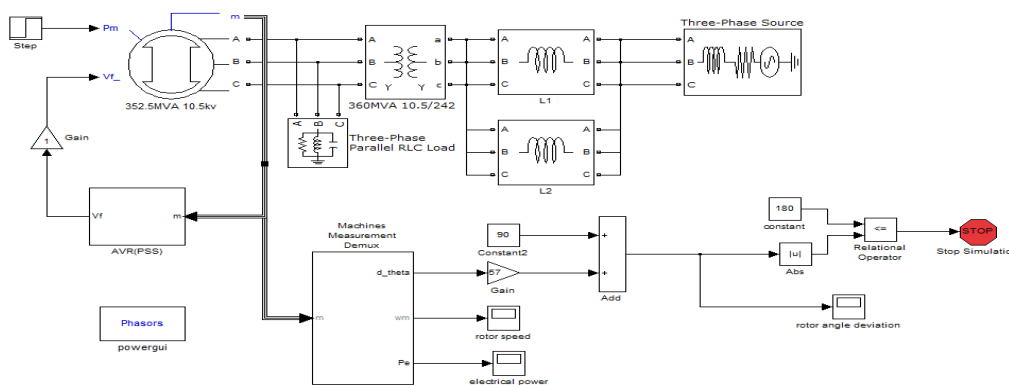 Step
Pm
m
Vf_
A
B
C
352.5MVA 10.5kv
A
B
C
a
b
c
Y
Y
360MVA 10.5/242
A
B
C
A
B
C
L1
Three-Phase Source
A
B
C
A
B
C
Three-Phase
Parallel RLC Load
A
B
C
A
B
C
L2
1
Gain
Vf
m
AVR(PSS)
Machines
Measurement
Demux
m
d_theta
wm
Pe
90
Constant2
57
Gain
+
+
Add
180
constant
|u|
Abs
<=
Relational
Operator
STOP
Stop Simulation
rotor angle deviation
rotor speed
electrical power
Phasors
powergui